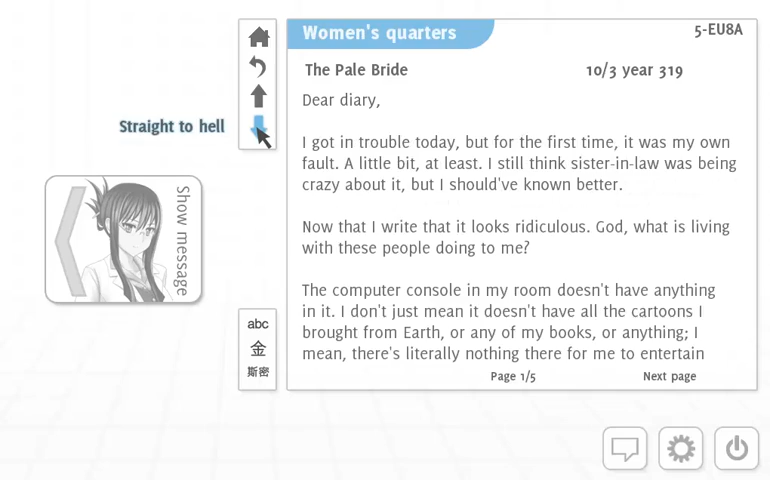 Women's quarters
5-EU8A
The Pale Bride
10/3 year 319
Dear diary,
I got in trouble today, but for the first time, it was my own
fault. A little bit, at least. I still think sister-in-law was being
crazy about it, but I should've known better.
Now that I write that it looks ridiculous. God, what is living
with these people doing to me?
The computer console in my room doesn't have anything
in it. I don't just mean it doesn't have all the cartoons I
brought from Earth, or any of my books, or anything; I
mean, there's literally nothing there for me to entertain
Page 1/5
Next page
Straight to hell
Show message
abc
金
斯密